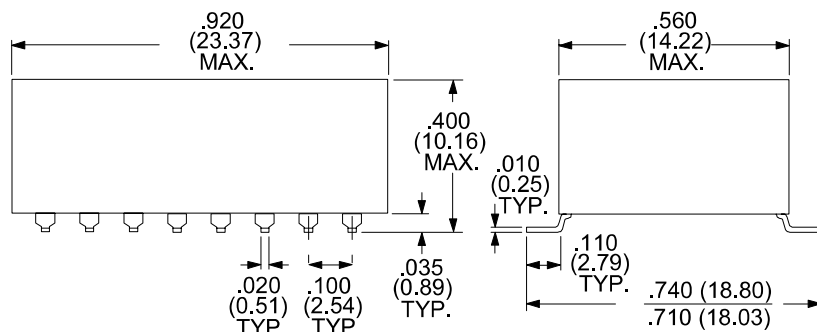 .920
(23.37)
MAX.
.560
(14.22)
MAX.
.400
(10.16)
MAX.
.010
(0.25)
TYP.
.020
(0.51)
TYP
.100
(2.54)
TYP.
.035
(0.89)
TYP.
.110
(2.79)
TYP.
.740 (18.80)
.710 (18.03)